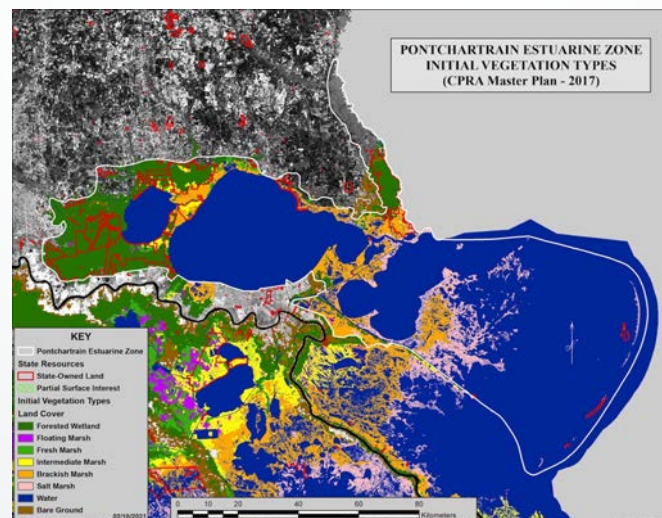 PONTCHARTRAIN ESTUARINE ZONE
INITIAL VEGETATION TYPES
(CPRA Master Plan - 2017)
KEY
Pontchartrain Estuarine Zone
State Resources
State-Owned Land
Partial Surface Interest
Initial Vegetation Types
Land Cover
Forested Wetland
Floating Marsh
Fresh Marsh
Intermediate Marsh
Brackish Marsh
Salt Marsh
Water
Bare Ground
0 10 20 40 60 80
Kilometers